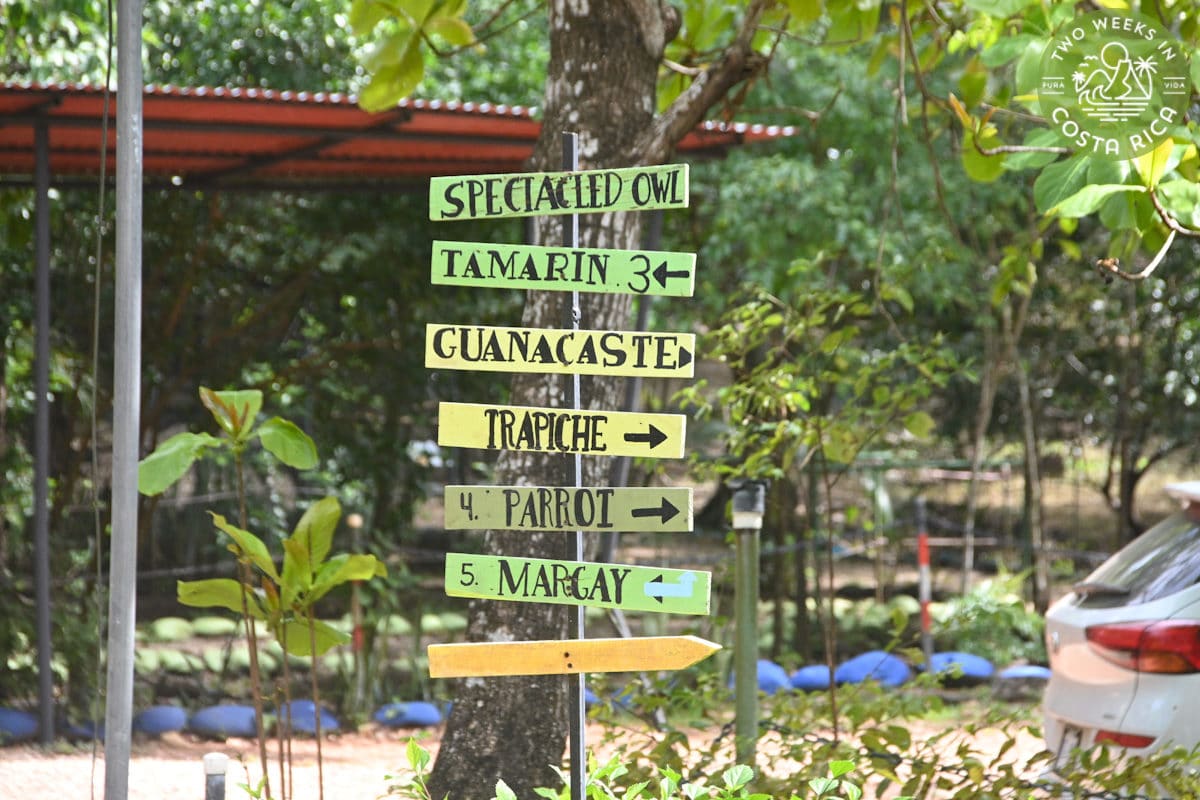 TWO WEEKS IN
PURA VIDA
COSTA RICA
SPECTACLED OWL
TAMARIN 3 ←
GUANACASTE
TRAPICHE →
4. PARROT →
5. MARGAY ←